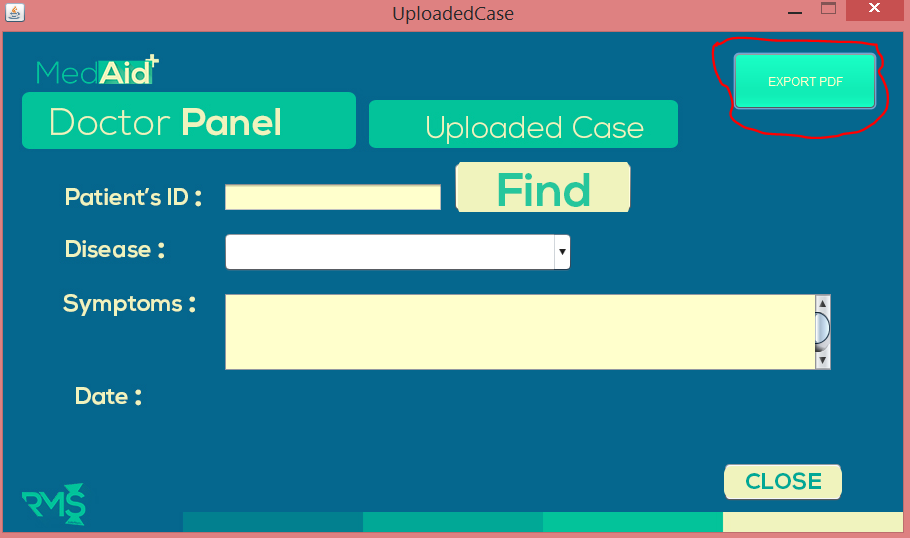 UploadedCase
MedAid+
EXPORT PDF
Doctor Panel
Uploaded Case
Patient's ID :
Find
Disease :
Symptoms :
Date :
CLOSE
RMS